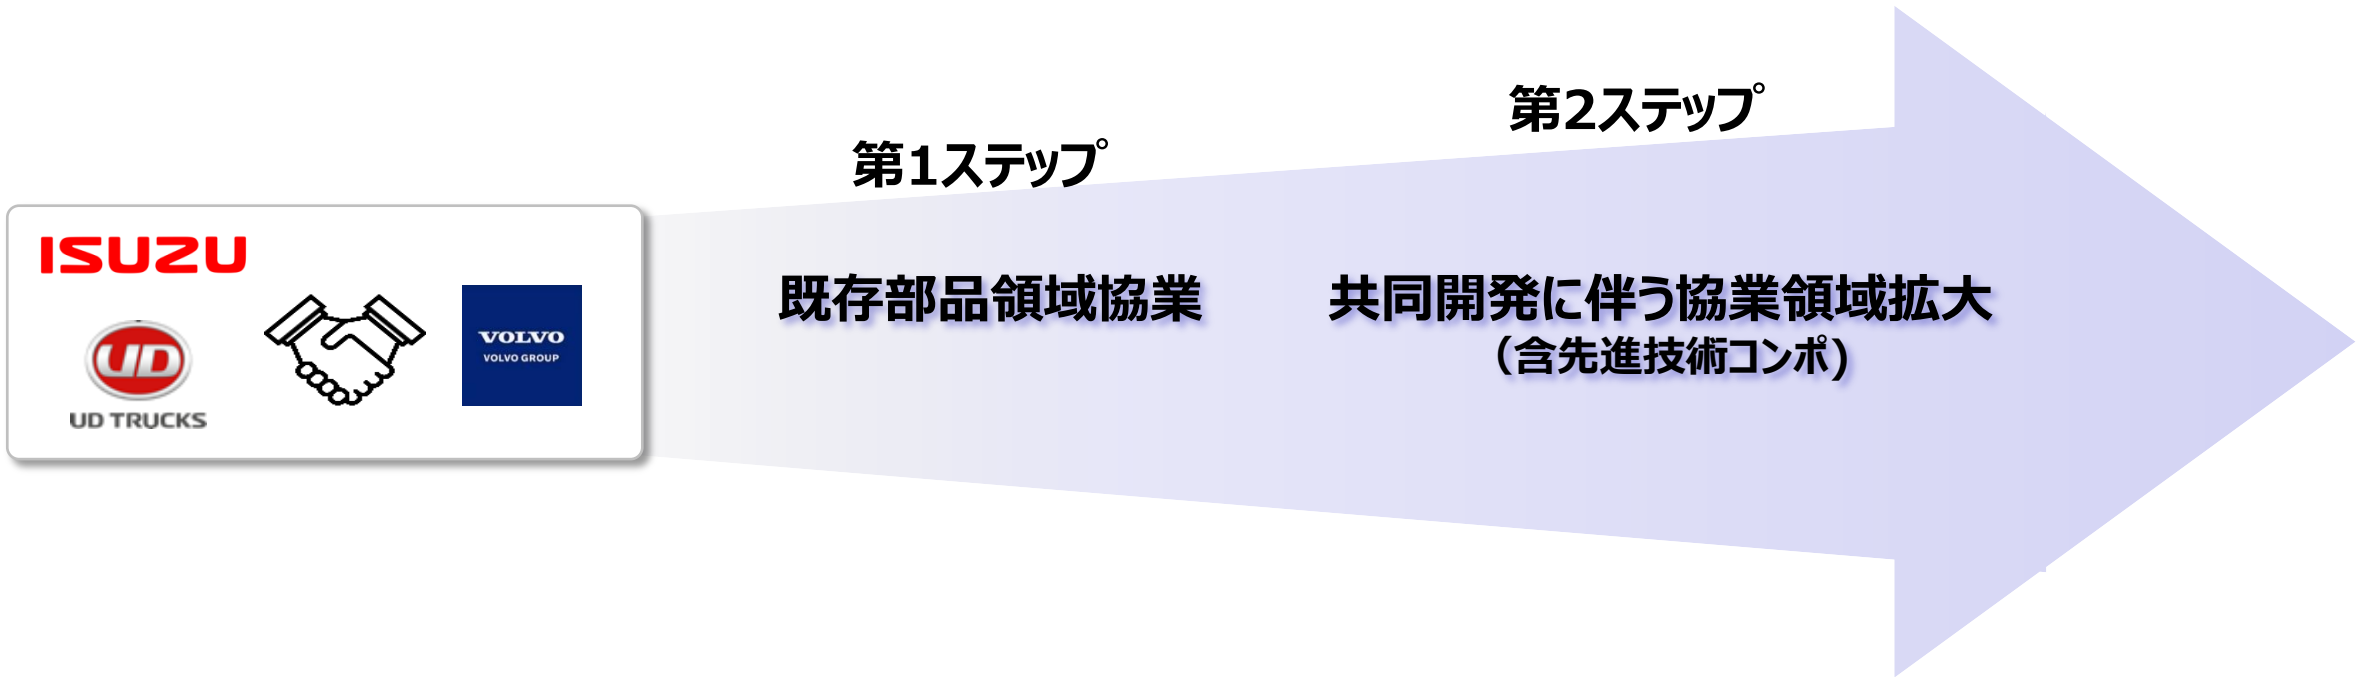 ISUZU
UD
UD TRUCKS
VOLVO
VOLVO GROUP
第1ステップ
既存部品領域協業
第2ステップ
共同開発に伴う協業領域拡大
（含先進技術コンポ)